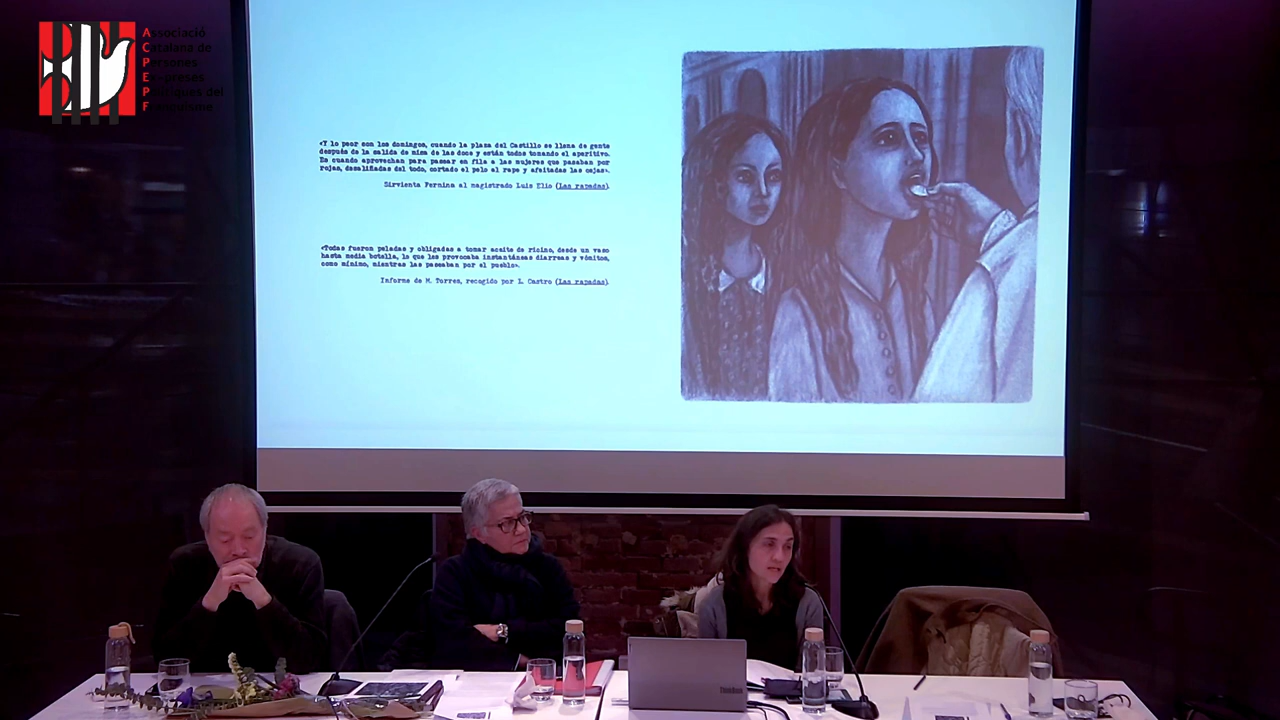 Associació
Catalana de
Persones
Ex-preses
Polítiques del
Franquisme
«Y lo peor son los domingos, cuando la plaza del Castillo se llena de gente
después de la salida de misa de las doce y están todos tomando el aperitivo.
Es cuando aprovechan para pasear en fila a las mujeres que pasaban por
rojas, desaliñadas del todo, cortado el pelo al rape y afeitadas las cejas».
Sirvienta Fermina al magistrado Luis Elío (Las rapadas)
«Todas fueron peladas y obligadas a tomar aceite de ricino, desde un vaso
hasta media botella, lo que les provocaba instantáneas diarreas y vómitos,
como mínimo, mientras las paseaban por el pueblo».
Informe de M. Torres, recogido por L. Castro (Las rapadas)
ThinkBook